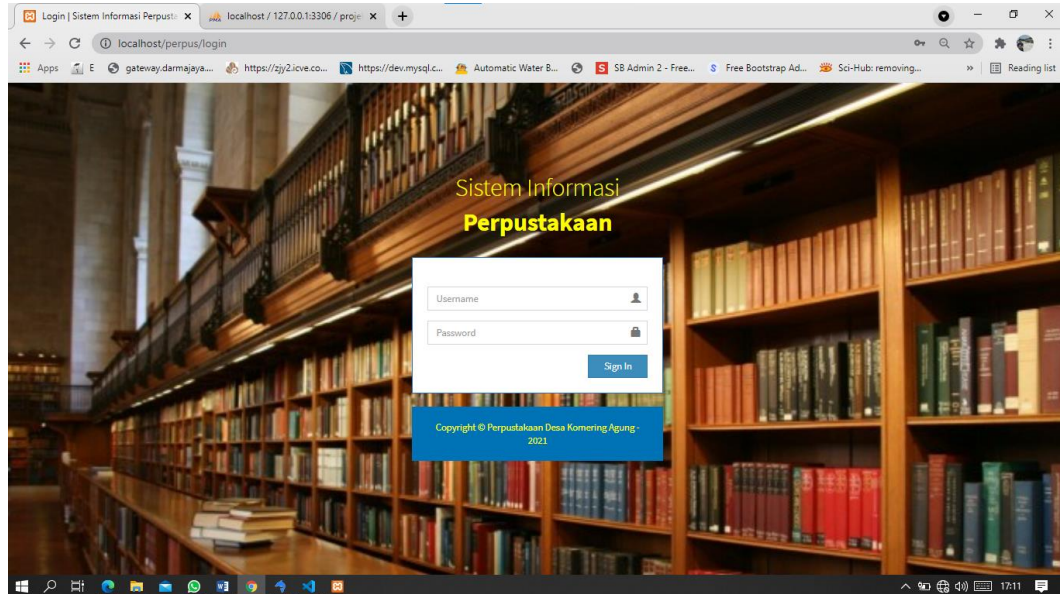 Login | Sistem Informasi Perpusta
localhost / 127.0.0.1:3306 / proje
localhost/perpus/login
Apps
E
gateway.darmajaya....
https://zjy2.icve.co...
https://dev.mysql.c...
Automatic Water B...
SB Admin 2 - Free...
Free Bootstrap Ad...
Sci-Hub: removing...
»
Reading list
Sistem Informasi
Perpustakaan
Username
Password
Sign In
Copyright © Perpustakaan Desa Komering Agung -
2021
17:11